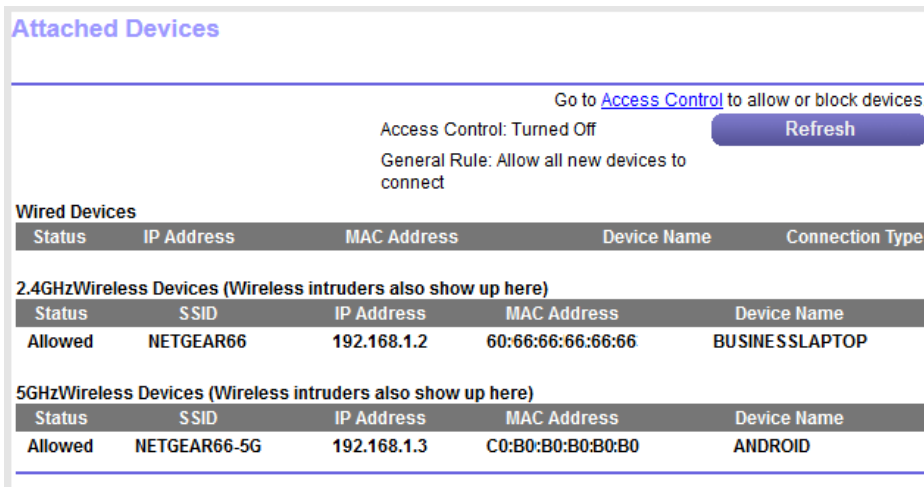 Attached Devices
Go to Access Control to allow or block devices
Access Control: Turned Off
Refresh
General Rule: Allow all new devices to
connect
Wired Devices
Status IP Address MAC Address Device Name Connection Type
2.4GHzWireless Devices (Wireless intruders also show up here)
Status SSID IP Address MAC Address Device Name
Allowed NETGEAR66 192.168.1.2 60:66:66:66:66:66 BUSINESSLAPTOP
5GHzWireless Devices (Wireless intruders also show up here)
Status SSID IP Address MAC Address Device Name
Allowed NETGEAR66-5G 192.168.1.3 C0:B0:B0:B0:B0:B0 ANDROID